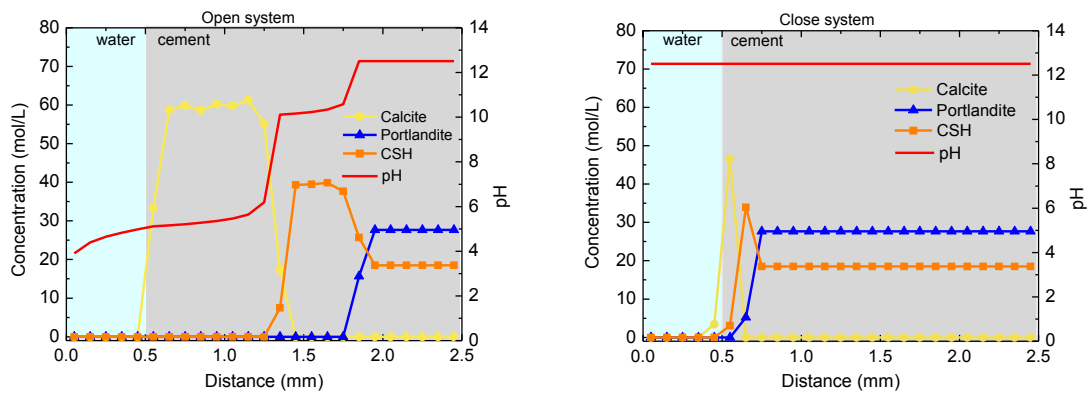 Open system
water cement
Concentration (mol/L)
80
70
60
50
40
30
20
10
0
14
12
10
8
6
4
2
0
pH
Calcite
Portlandite
CSH
pH
0.0 0.5 1.0 1.5 2.0 2.5
Distance (mm)
Close system
water cement
Concentration (mol/L)
80
70
60
50
40
30
20
10
0
14
12
10
8
6
4
2
0
pH
Calcite
Portlandite
CSH
pH
0.0 0.5 1.0 1.5 2.0 2.5
Distance (mm)